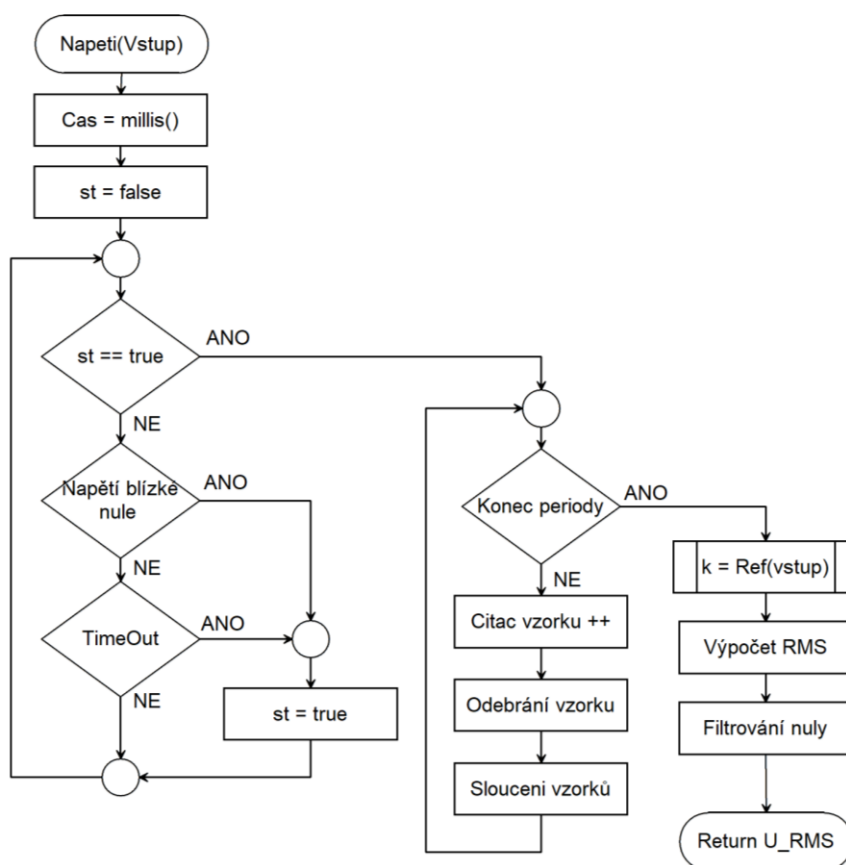 Napeti(Vstup)
Cas = millis()
st = false
st == true
ANO
NE
Napětí blízké
nule
ANO
NE
TimeOut
ANO
NE
st = true
Konec periody
ANO
NE
Citac vzorku ++
Odebrání vzorku
Slouceni vzorků
k = Ref(vstup)
Výpočet RMS
Filtrování nuly
Return U_RMS